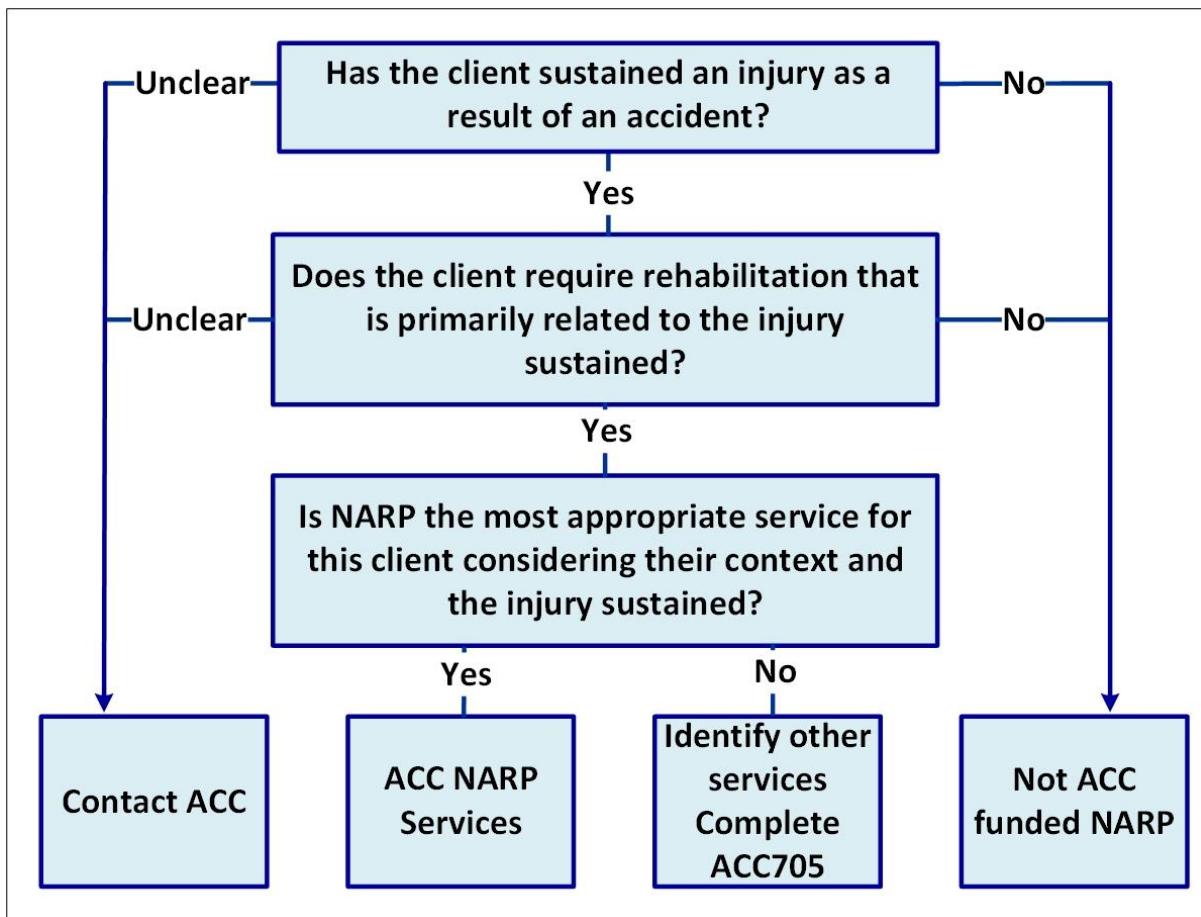 Unclear
Has the client sustained an injury as a
result of an accident?
No
Yes
Unclear
Does the client require rehabilitation that
is primarily related to the injury
sustained?
No
Yes
Is NARP the most appropriate service for
this client considering their context and
the injury sustained?
Yes
No
Contact ACC
ACC NARP
Services
Identify other
services
Complete
ACC705
Not ACC
funded NARP